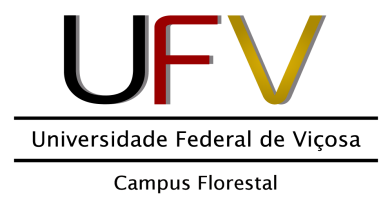 UFV
Universidade Federal de Viçosa
Campus Florestal